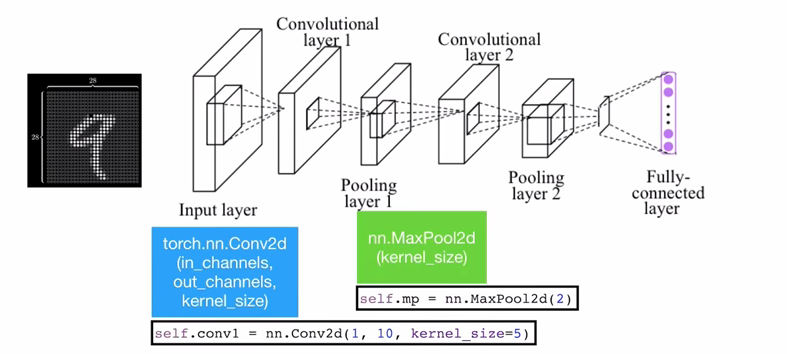 28
28
Input layer
Convolutional
layer 1
Pooling
layer 1
Convolutional
layer 2
Pooling
layer 2
Fully-
connected
layer
torch.nn.Conv2d
(in_channels,
out_channels,
kernel_size)
nn.MaxPool2d
(kernel_size)
self.mp = nn.MaxPool2d(2)
self.conv1 = nn.Conv2d(1, 10, kernel_size=5)